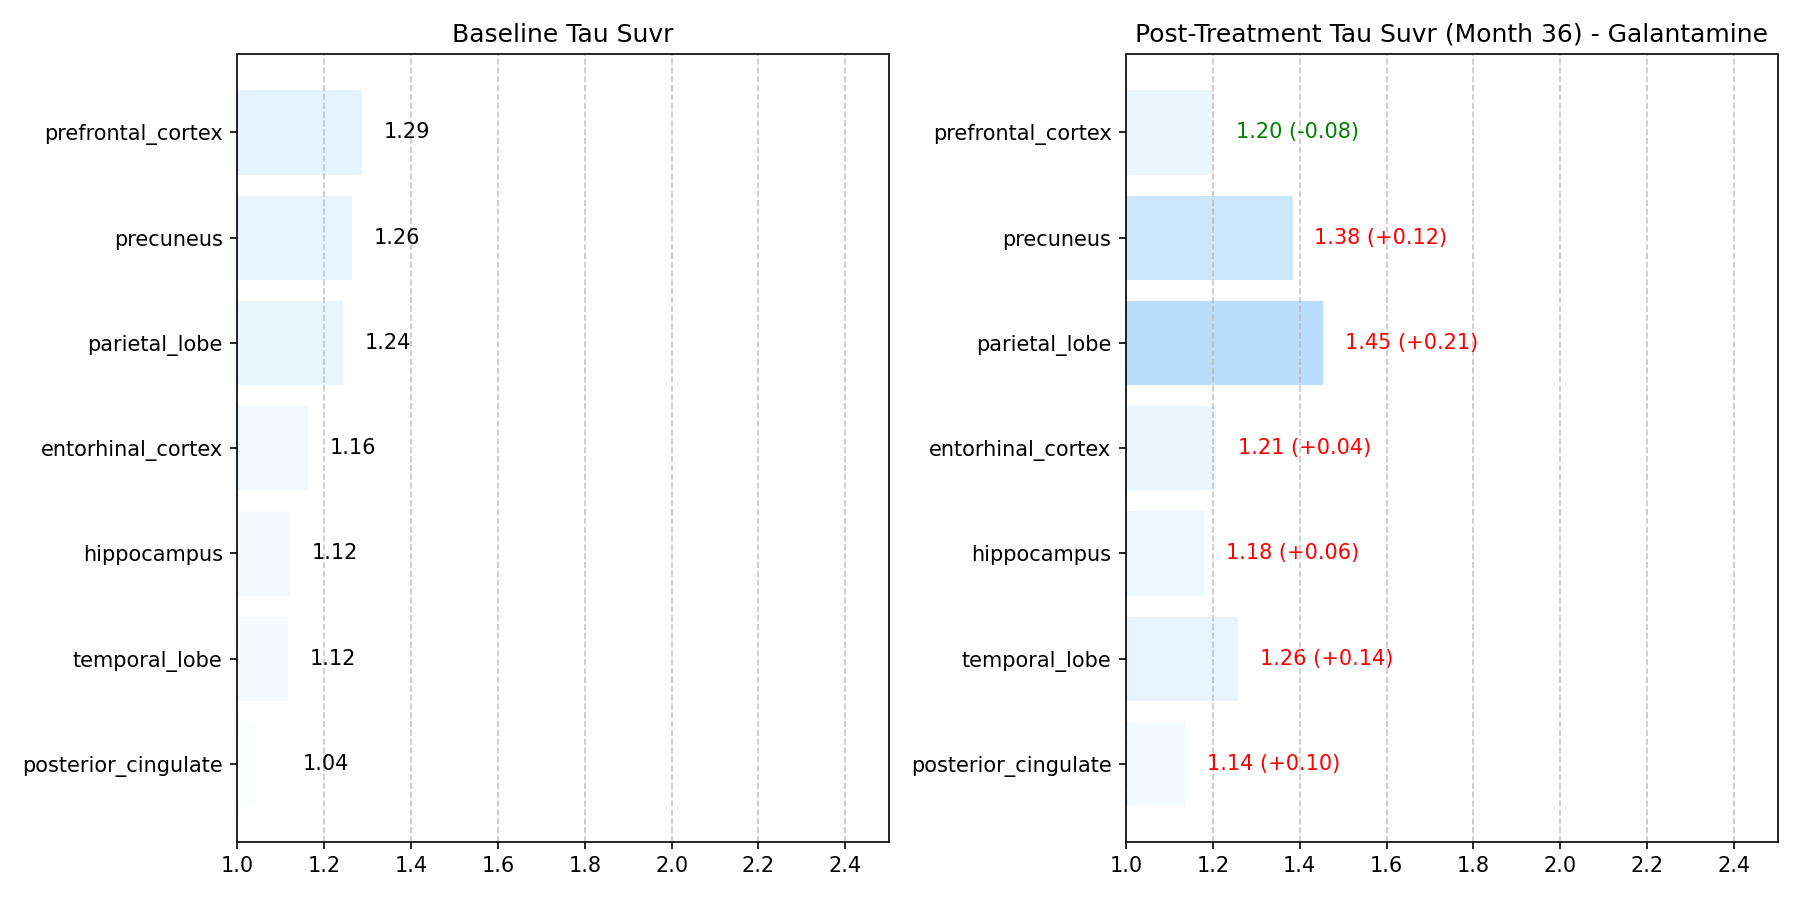 Baseline Tau Suvr
prefrontal_cortex 1.29
precuneus 1.26
parietal_lobe 1.24
entorhinal_cortex 1.16
hippocampus 1.12
temporal_lobe 1.12
posterior_cingulate 1.04
1.0 1.2 1.4 1.6 1.8 2.0 2.2 2.4
Post-Treatment Tau Suvr (Month 36) - Galantamine
prefrontal_cortex 1.20 (-0.08)
precuneus 1.38 (+0.12)
parietal_lobe 1.45 (+0.21)
entorhinal_cortex 1.21 (+0.04)
hippocampus 1.18 (+0.06)
temporal_lobe 1.26 (+0.14)
posterior_cingulate 1.14 (+0.10)
1.0 1.2 1.4 1.6 1.8 2.0 2.2 2.4